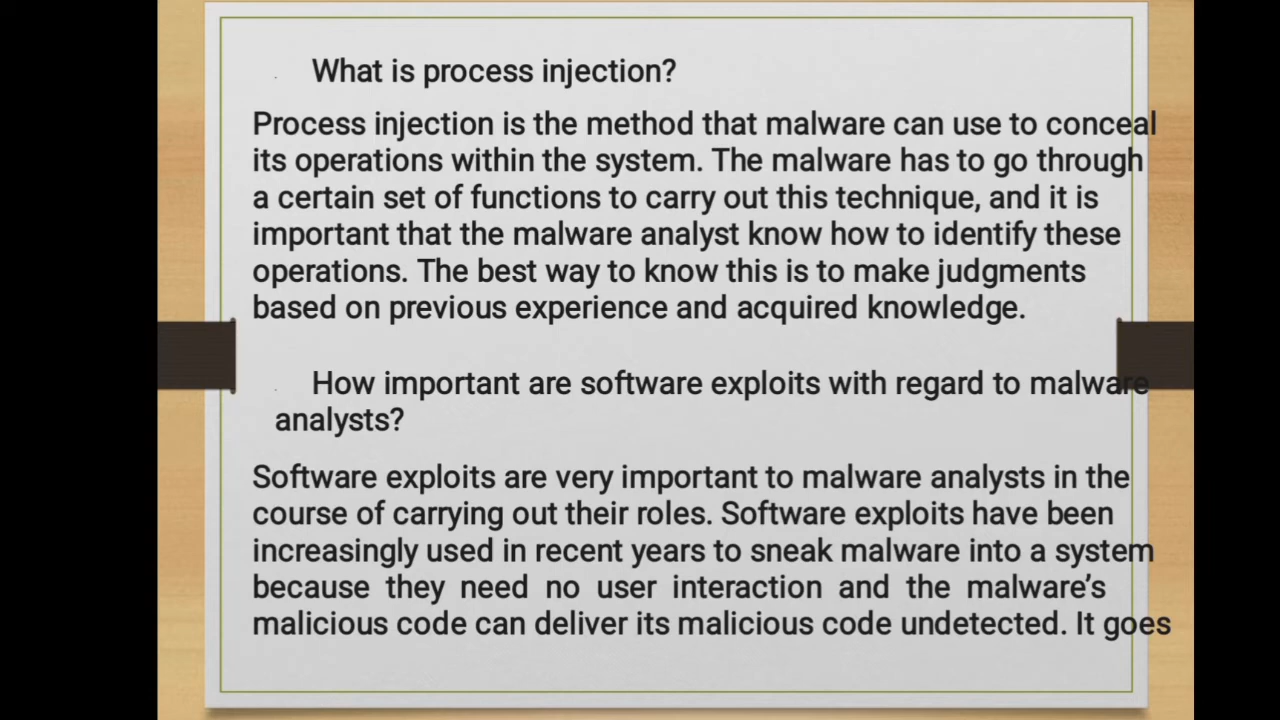 What is process injection?
Process injection is the method that malware can use to conceal
its operations within the system. The malware has to go through
a certain set of functions to carry out this technique, and it is
important that the malware analyst know how to identify these
operations. The best way to know this is to make judgments
based on previous experience and acquired knowledge.
How important are software exploits with regard to malware
analysts?
Software exploits are very important to malware analysts in the
course of carrying out their roles. Software exploits have been
increasingly used in recent years to sneak malware into a system
because they need no user interaction and the malware’s
malicious code can deliver its malicious code undetected. It goes